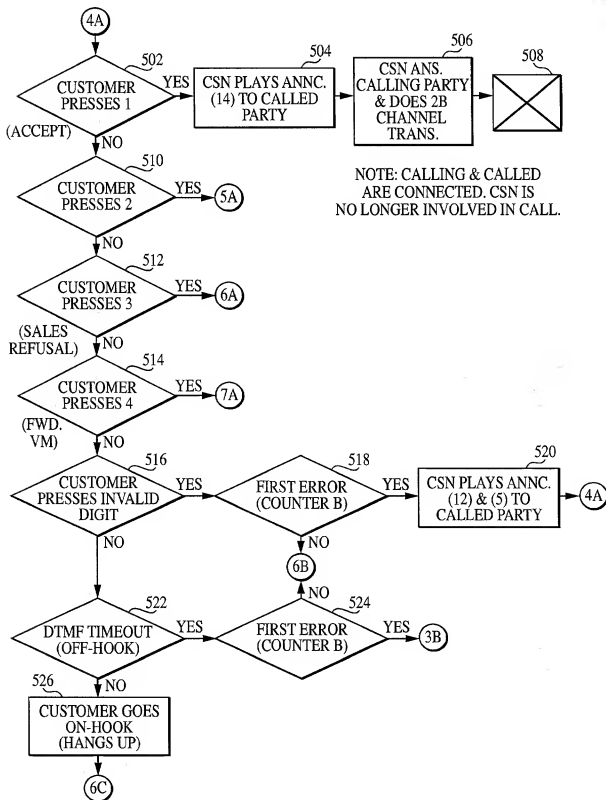 4A
502
CUSTOMER
PRESSES 1
(ACCEPT)
YES
NO
504
CSN PLAYS ANNC.
(14) TO CALLED
PARTY
506
CSN ANS.
CALLING PARTY
& DOES 2B
CHANNEL
TRANS.
508
NOTE: CALLING & CALLED
ARE CONNECTED. CSN IS
NO LONGER INVOLVED IN CALL.
510
CUSTOMER
PRESSES 2
YES
5A
NO
512
CUSTOMER
PRESSES 3
YES
6A
(SALES
REFUSAL)
NO
514
CUSTOMER
PRESSES 4
YES
7A
(FWD.
VM)
NO
516
CUSTOMER
PRESSES INVALID
DIGIT
YES
NO
518
FIRST ERROR
(COUNTER B)
YES
NO
520
CSN PLAYS ANNC.
(12) & (5) TO
CALLED PARTY
4A
6B
522
DTMF TIMEOUT
(OFF-HOOK)
YES
NO
NO
524
FIRST ERROR
(COUNTER B)
YES
3B
526
CUSTOMER GOES
ON-HOOK
(HANGS UP)
6C